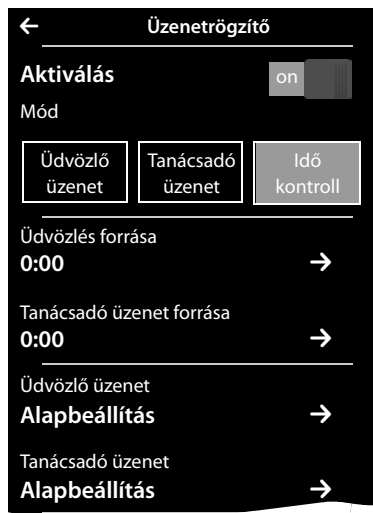 Üzenetrögzítő
Aktiválás on
Mód
Üdvözlő üzenet
Tanácsadó üzenet
Idő kontroll
Üdvözlés forrása
0:00
Tanácsadó üzenet forrása
0:00
Üdvözlő üzenet
Alapbeállítás
Tanácsadó üzenet
Alapbeállítás